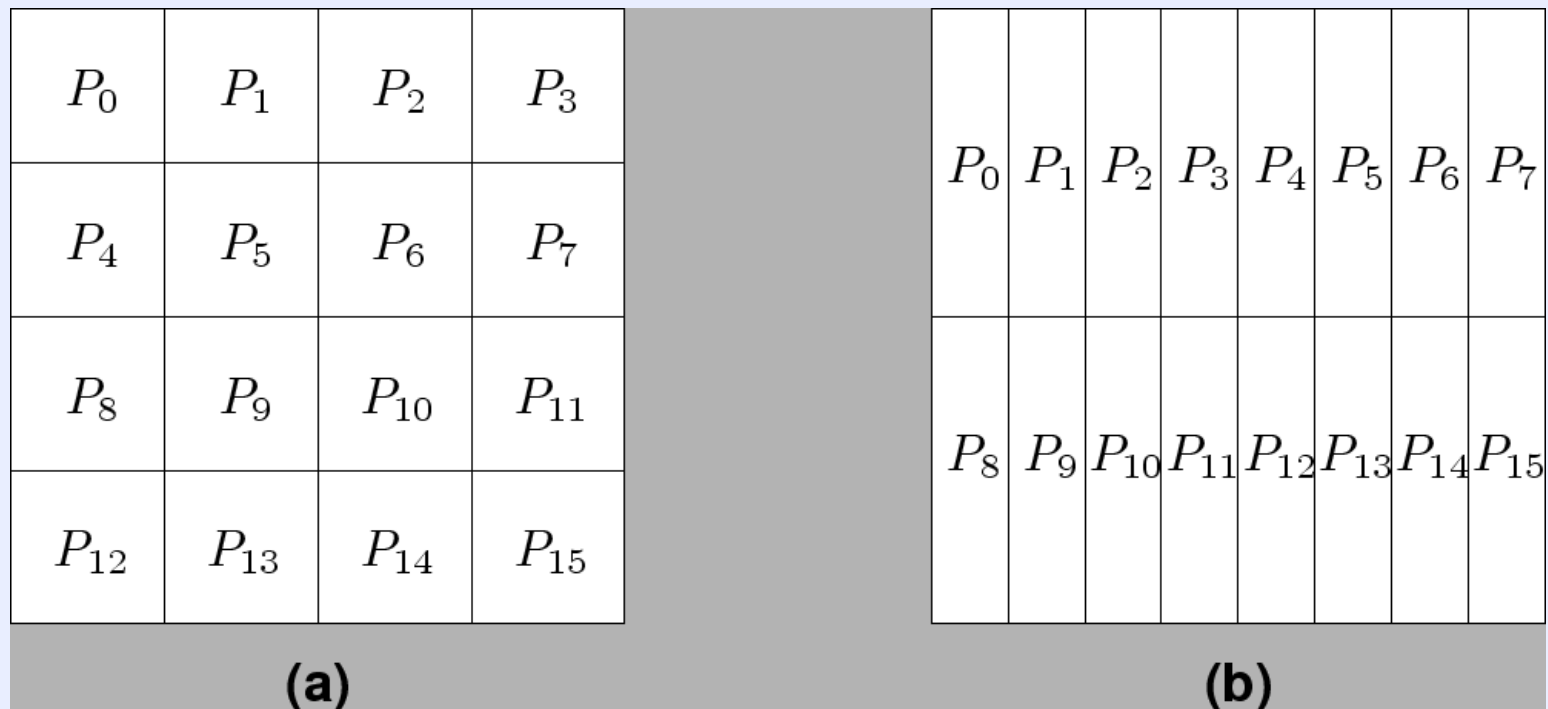 P0 P1 P2 P3
P4 P5 P6 P7
P8 P9 P10 P11
P12 P13 P14 P15
(a)
P0 P1 P2 P3 P4 P5 P6 P7
P8 P9 P10 P11 P12 P13 P14 P15
(b)